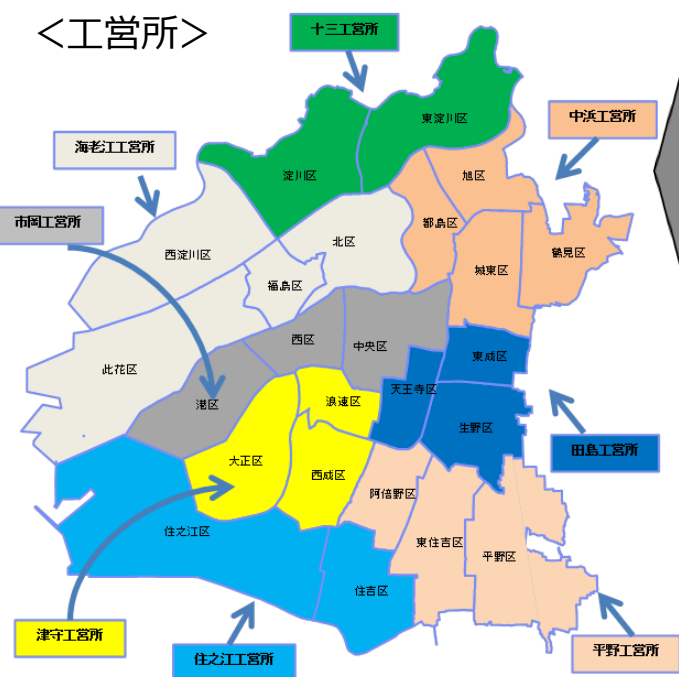 ＜工営所＞
十三工営所
東淀川区
中浜工営所
海老江工営所
淀川区
旭区
市岡工営所
都島区
北区
西淀川区
鶴見区
城東区
福島区
西区
中央区
東成区
此花区
天王寺区
港区
浪速区
生野区
田島工営所
大正区
西成区
阿倍野区
住之江区
東住吉区
平野区
住吉区
津守工営所
住之江工営所
平野工営所